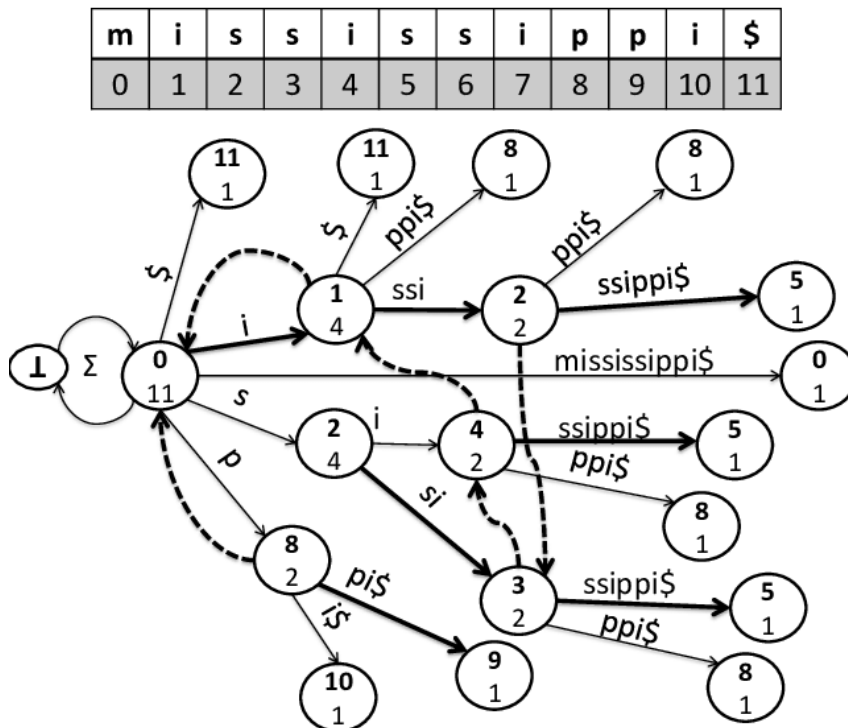 m i s s i s s i p p i $
0 1 2 3 4 5 6 7 8 9 10 11
11
1
11
1
8
1
8
1
$
$
ppi$
ppi$
1
4
ssi
2
2
ssippi$
5
1
i
⊥
Σ
0
11
mississippi$
0
1
s
2
4
i
4
2
ssippi$
5
1
ppi$
8
1
p
si
8
2
pi$
i$
3
2
ssippi$
5
1
ppi$
8
1
9
1
10
1